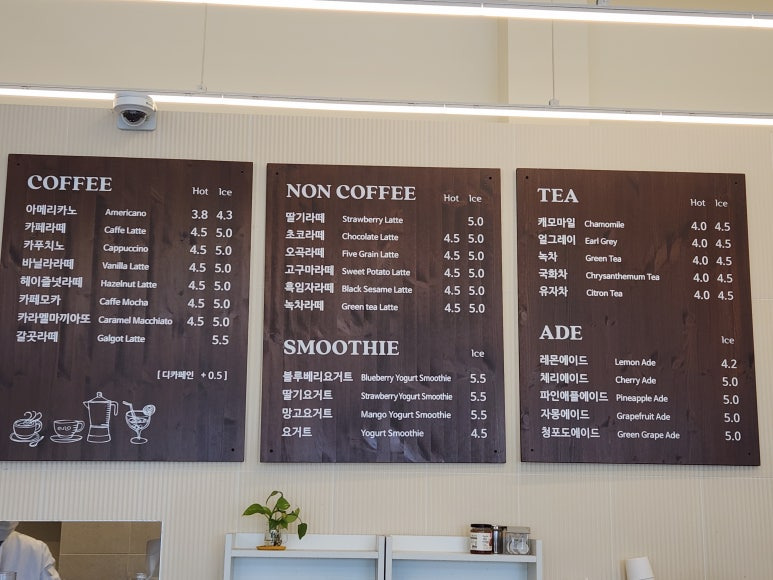 COFFEE Hot Ice
아메리카노 Americano 3.8 4.3
카페라떼 Caffe Latte 4.5 5.0
카푸치노 Cappuccino 4.5 5.0
바닐라라떼 Vanilla Latte 4.5 5.0
헤이즐넛라떼 Hazelnut Latte 4.5 5.0
카페모카 Caffe Mocha 4.5 5.0
카라멜마끼아또 Caramel Macchiato 4.5 5.0
갈곳라떼 Galgot Latte 5.5
[ 디카페인 +0.5 ]
NON COFFEE Hot Ice
딸기라떼 Strawberry Latte 5.0
초코라떼 Chocolate Latte 4.5 5.0
오곡라떼 Five Grain Latte 4.5 5.0
고구마라떼 Sweet Potato Latte 4.5 5.0
흑임자라떼 Black Sesame Latte 4.5 5.0
녹차라떼 Green tea Latte 4.5 5.0
SMOOTHIE Ice
블루베리요거트 Blueberry Yogurt Smoothie 5.5
딸기요거트 Strawberry Yogurt Smoothie 5.5
망고요거트 Mango Yogurt Smoothie 5.5
요거트 Yogurt Smoothie 4.5
TEA Hot Ice
캐모마일 Chamomile 4.0 4.5
얼그레이 Earl Grey 4.0 4.5
녹차 Green Tea 4.0 4.5
국화차 Chrysanthemum Tea 4.0 4.5
유자차 Citron Tea 4.0 4.5
ADE Ice
레몬에이드 Lemon Ade 4.2
체리에이드 Cherry Ade 5.0
파인애플에이드 Pineapple Ade 5.0
자몽에이드 Grapefruit Ade 5.0
청포도에이드 Green Grape Ade 5.0